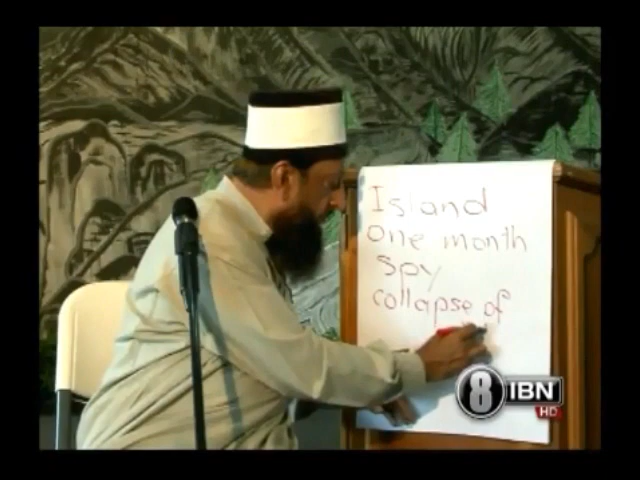 Island
one month
spy
collapse of
8 IBN
HD